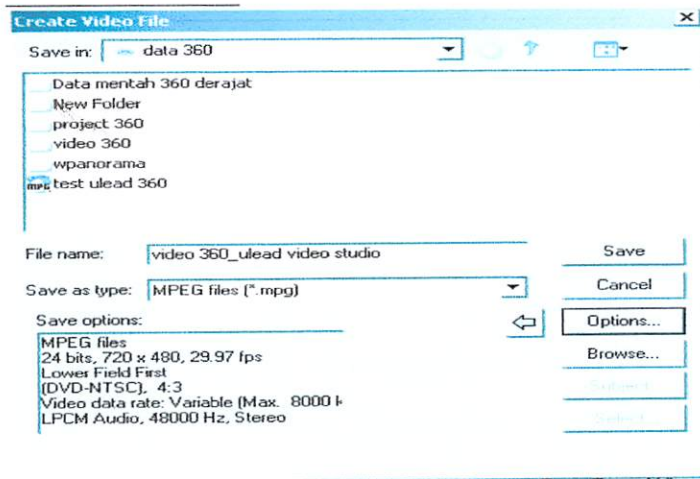 Create Video File
Save in: data 360
Data mentah 360 derajat
New Folder
project 360
video 360
wpanorama
mpg test ulead 360
File name: video 360_ulead video studio
Save
Save as type: MPEG files (*.mpg)
Cancel
Save options:
Options...
MPEG files
24 bits, 720 x 480, 29.97 fps
Browse...
Lower Field First
(DVD-NTSC), 4:3
Video data rate: Variable (Max. 8000 k
LPCM Audio, 48000 Hz, Stereo